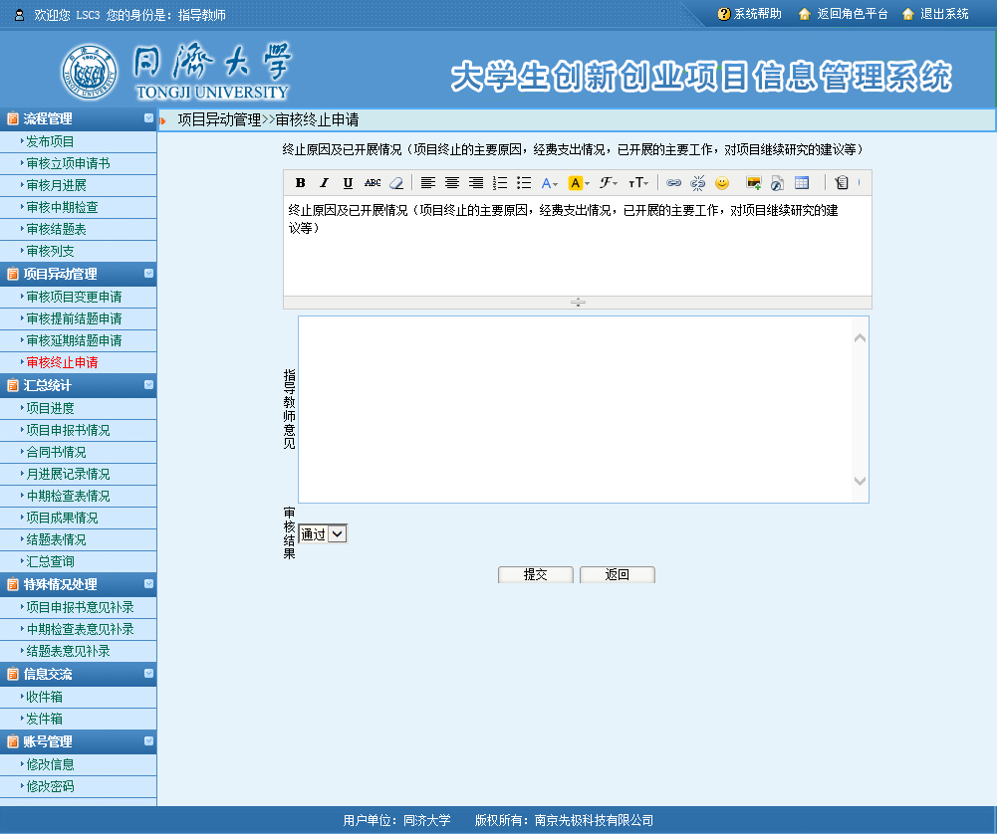 欢迎您 LSC3 您的身份是：指导教师
系统帮助 返回角色平台 退出系统
同济大学
TONGJI UNIVERSITY
大学生创新创业项目信息管理系统
流程管理
发布项目
审核立项申请书
审核月进展
审核中期检查
审核结题表
审核列支
项目异动管理
审核项目变更申请
审核提前结题申请
审核延期结题申请
审核终止申请
汇总统计
项目进度
项目申报书情况
合同书情况
月进展记录情况
中期检查表情况
项目成果情况
结题表情况
汇总查询
特殊情况处理
项目申报书意见补录
中期检查表意见补录
结题表意见补录
信息交流
收件箱
发件箱
账号管理
修改信息
修改密码
项目异动管理>>审核终止申请
终止原因及已开展情况（项目终止的主要原因，经费支出情况，已开展的主要工作，对项目继续研究的建议等）
B I U ABC A A F TT
终止原因及已开展情况（项目终止的主要原因，经费支出情况，已开展的主要工作，对项目继续研究的建
议等）
指导教师意见
审核结果
通过
提交 返回
用户单位：同济大学 版权所有：南京先极科技有限公司